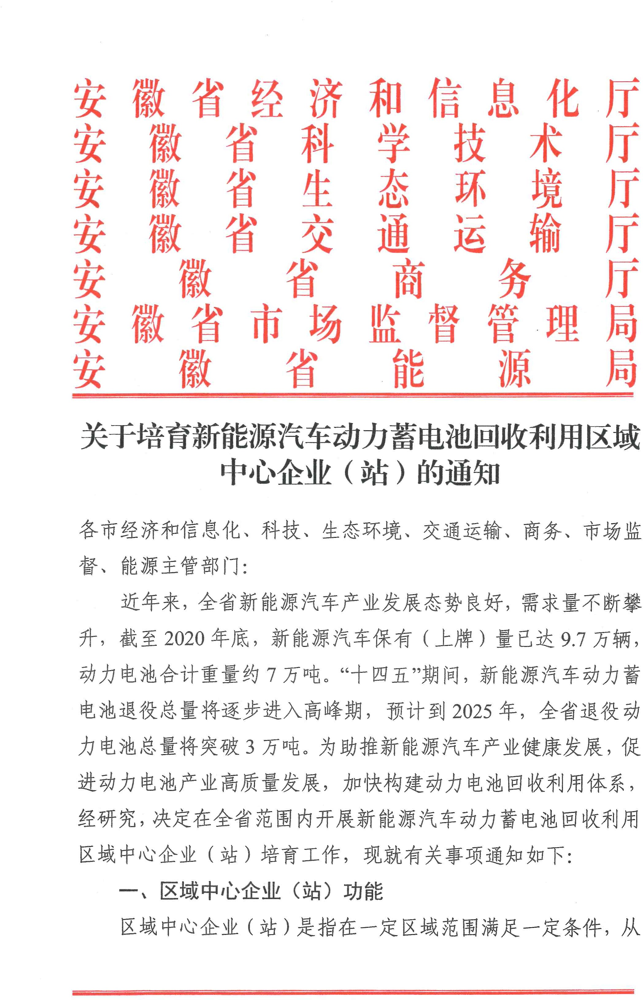 安徽省经济和信息化厅
安徽省科学技术厅
安徽省生态环境厅
安徽省交通运输厅
安徽省商务厅
安徽省市场监督管理局
安徽省能源局
关于培育新能源汽车动力蓄电池回收利用区域
中心企业（站）的通知
各市经济和信息化、科技、生态环境、交通运输、商务、市场监
督、能源主管部门：
近年来，全省新能源汽车产业发展态势良好，需求量不断攀
升，截至 2020 年底，新能源汽车保有（上牌）量已达 9.7 万辆，
动力电池合计重量约 7 万吨。“十四五”期间，新能源汽车动力蓄
电池退役总量将逐步进入高峰期，预计到 2025 年，全省退役动
力电池总量将突破 3 万吨。为助推新能源汽车产业健康发展，促
进动力电池产业高质量发展，加快构建动力电池回收利用体系，
经研究，决定在全省范围内开展新能源汽车动力蓄电池回收利用
区域中心企业（站）培育工作，现就有关事项通知如下：
一、区域中心企业（站）功能
区域中心企业（站）是指在一定区域范围满足一定条件，从